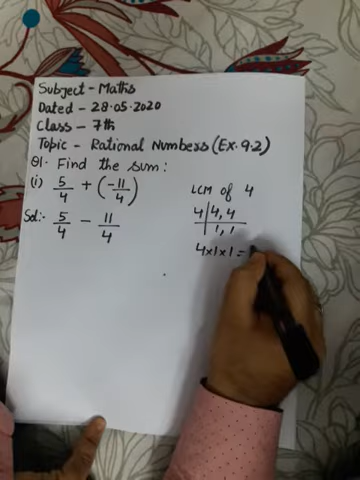 Subject - Maths
Dated - 28.05.2020
Class - 7th
Topic - Rational Numbers (Ex. 9.2)
Q1. Find the sum:
(i) 5/4 + (-11/4)
Sol:- 5/4 - 11/4
LCM of 4
4 | 4, 4
1, 1
4×1×1 =